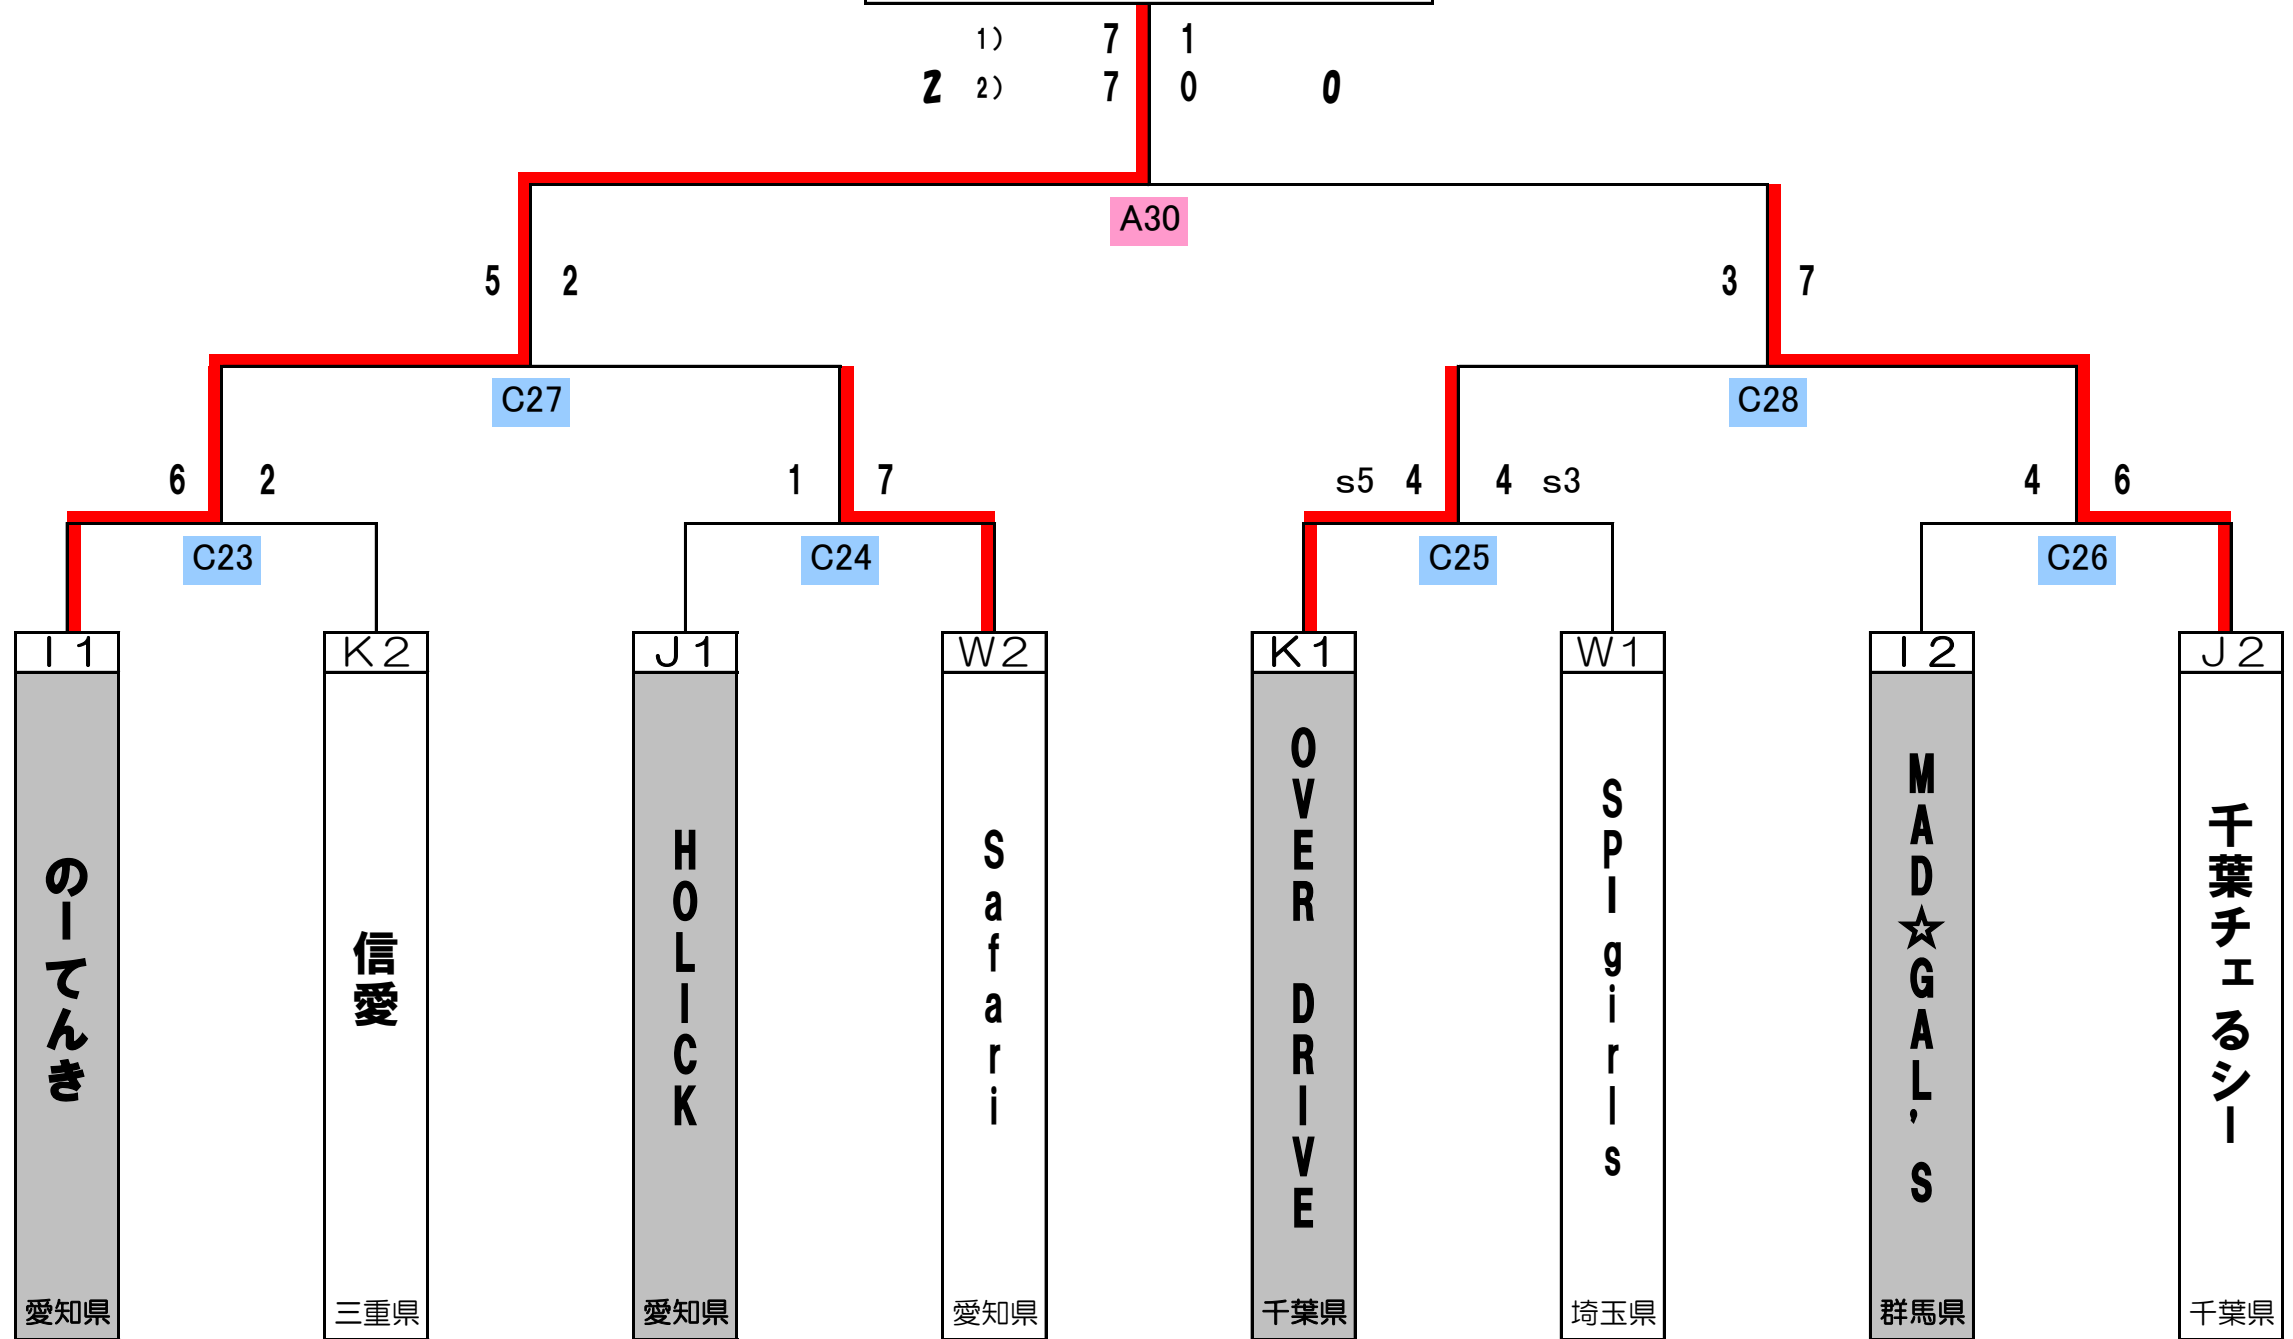 1) 7 1
2 2) 7 0 0
A30
5 2 3 7
C27 C28
6 2 1 7 s5 4 4 s3 4 6
C23 C24 C25 C26
I1 K2 J1 W2 K1 W1 I2 J2
のーてんき
信愛
HOLICK
Safari
OVER DRIVE
SPI girls
MAD☆GAL's
千葉チェるシー
愛知県 三重県 愛知県 愛知県 千葉県 埼玉県 群馬県 千葉県